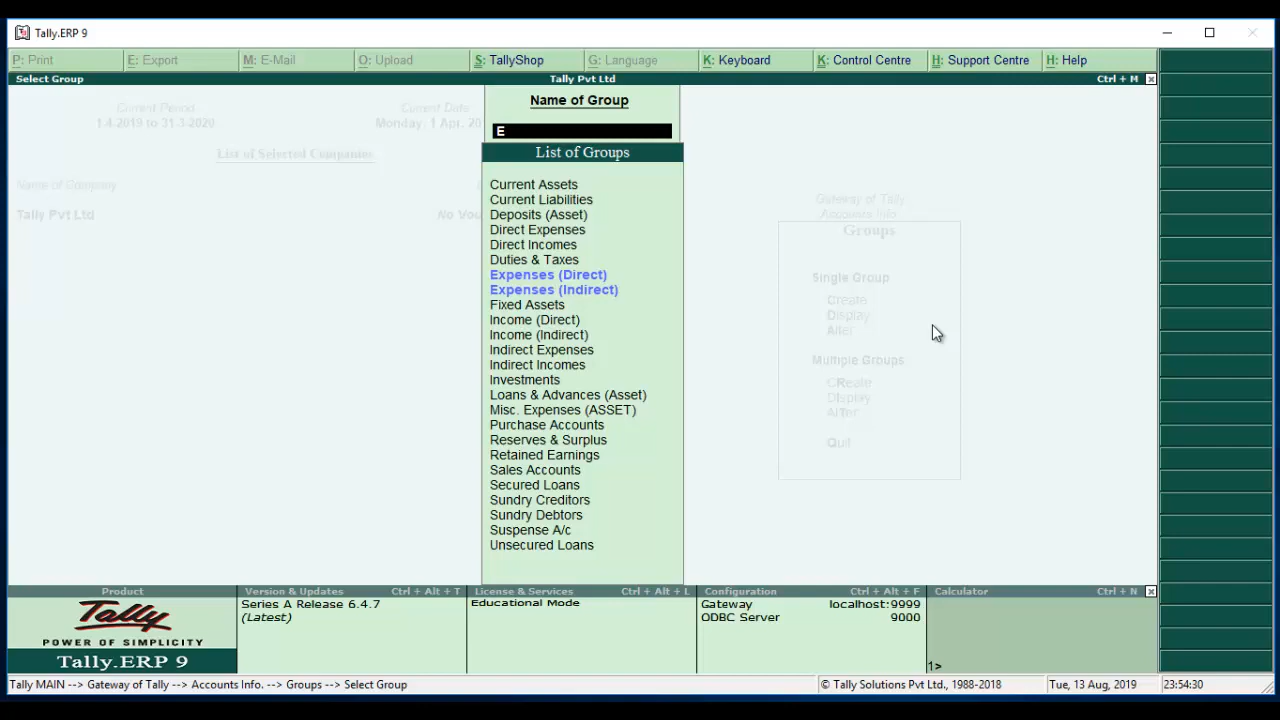 Tally.ERP 9
P: Print
E: Export
M: E-Mail
O: Upload
S: TallyShop
G: Language
K: Keyboard
K: Control Centre
H: Support Centre
H: Help
Select Group
Tally Pvt Ltd
Ctrl + M
Current Period
1.4.2019 to 31.3-2020
Current Date
Monday: 1 Apr, 20
List of Selected Companies
Name of Company
Tally Pvt Ltd
No Vou
Name of Group
E
List of Groups
Current Assets
Current Liabilities
Deposits (Asset)
Direct Expenses
Direct Incomes
Duties & Taxes
Expenses (Direct)
Expenses (Indirect)
Fixed Assets
Income (Direct)
Income (Indirect)
Indirect Expenses
Indirect Incomes
Investments
Loans & Advances (Asset)
Misc. Expenses (ASSET)
Purchase Accounts
Reserves & Surplus
Retained Earnings
Sales Accounts
Secured Loans
Sundry Creditors
Sundry Debtors
Suspense A/c
Unsecured Loans
Gateway of Tally
Accounts Info.
Groups
Single Group
Create
Display
Alter
Multiple Groups
CReate
DIsplay
AlTer
Quit
Product
Tally
POWER OF SIMPLICITY
Tally.ERP 9
Version & Updates
Ctrl + Alt + T
Series A Release 6.4.7
(Latest)
License & Services
Ctrl + Alt + L
Educational Mode
Configuration
Ctrl + Alt + F
Gateway
localhost:9999
ODBC Server
9000
Calculator
Ctrl + N
1>
Tally MAIN --> Gateway of Tally --> Accounts Info. --> Groups --> Select Group
© Tally Solutions Pvt Ltd., 1988-2018
Tue, 13 Aug, 2019
23:54:30